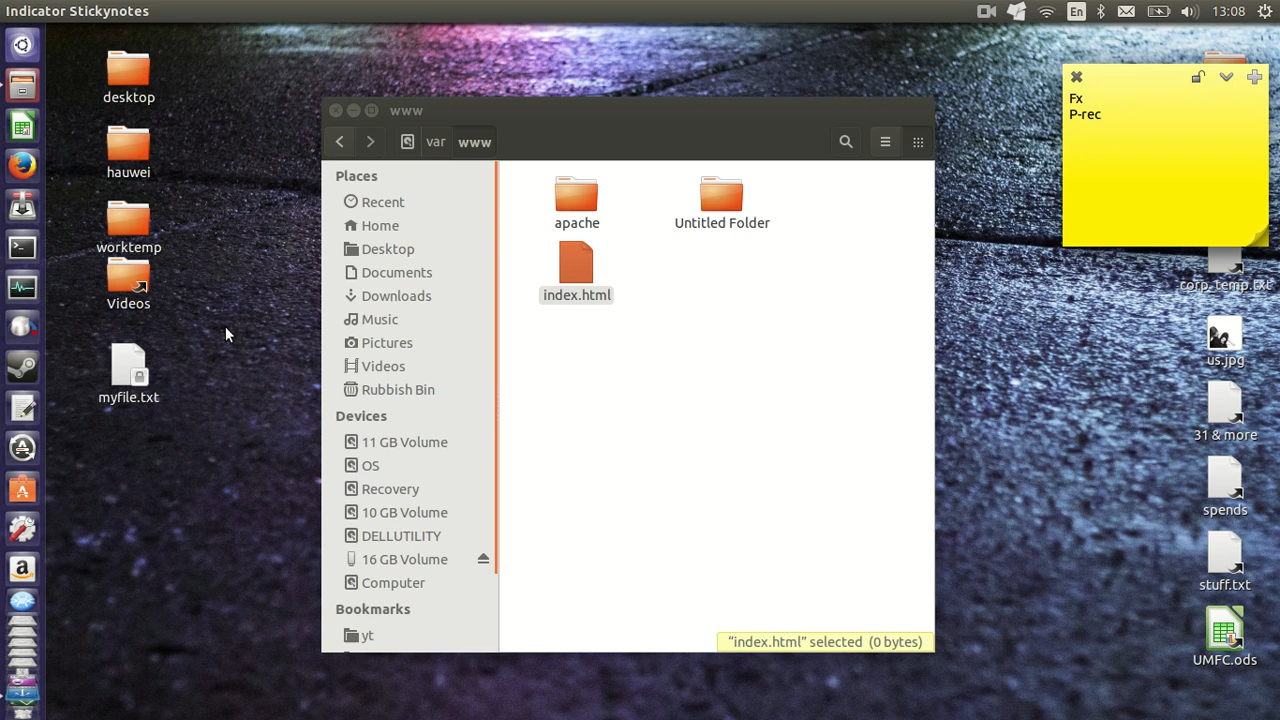 Indicator Stickynotes
En
13:08
desktop
hauwei
worktemp
Videos
myfile.txt
www
var
www
Places
Recent
Home
Desktop
Documents
Downloads
Music
Pictures
Videos
Rubbish Bin
Devices
11 GB Volume
OS
Recovery
10 GB Volume
DELLUTILITY
16 GB Volume
Computer
Bookmarks
yt
apache
Untitled Folder
index.html
"index.html" selected (0 bytes)
Fx
P-rec
corp_temp.txt
us.jpg
31 & more
spends
stuff.txt
UMFC.ods
a